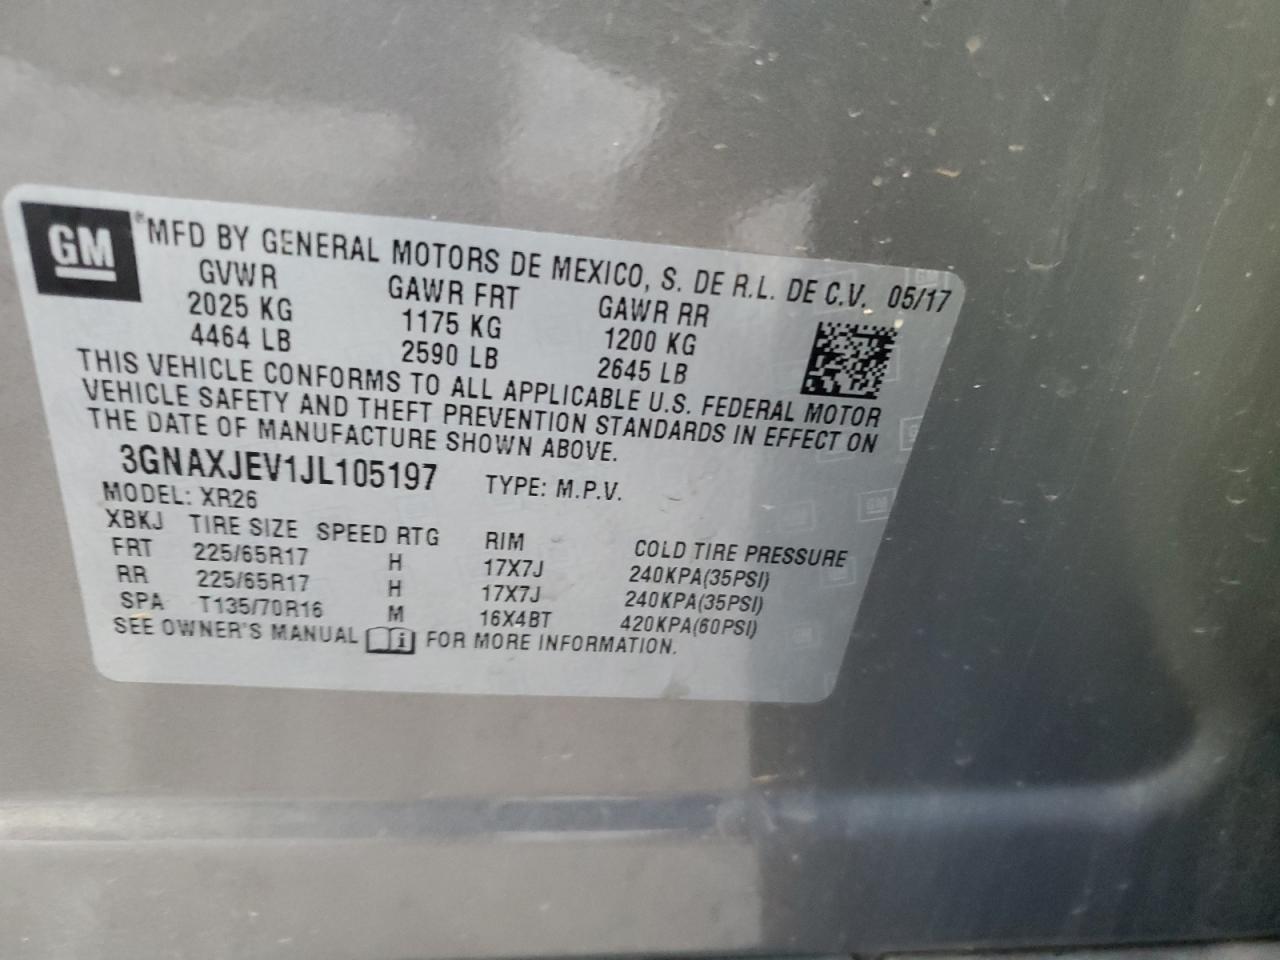 GM ® MFD BY GENERAL MOTORS DE MEXICO, S. DE R.L. DE C.V. 05/17
GVWR GAWR FRT GAWR RR
2025 KG 1175 KG 1200 KG
4464 LB 2590 LB 2645 LB
THIS VEHICLE CONFORMS TO ALL APPLICABLE U.S. FEDERAL MOTOR
VEHICLE SAFETY AND THEFT PREVENTION STANDARDS IN EFFECT ON
THE DATE OF MANUFACTURE SHOWN ABOVE.
3GNAXJEV1JL105197 TYPE: M.P.V.
MODEL: XR26
XBKJ TIRE SIZE SPEED RTG RIM COLD TIRE PRESSURE
FRT 225/65R17 H 17X7J 240KPA(35PSI)
RR 225/65R17 H 17X7J 240KPA(35PSI)
SPA T135/70R16 M 16X4BT 420KPA(60PSI)
SEE OWNER'S MANUAL FOR MORE INFORMATION.